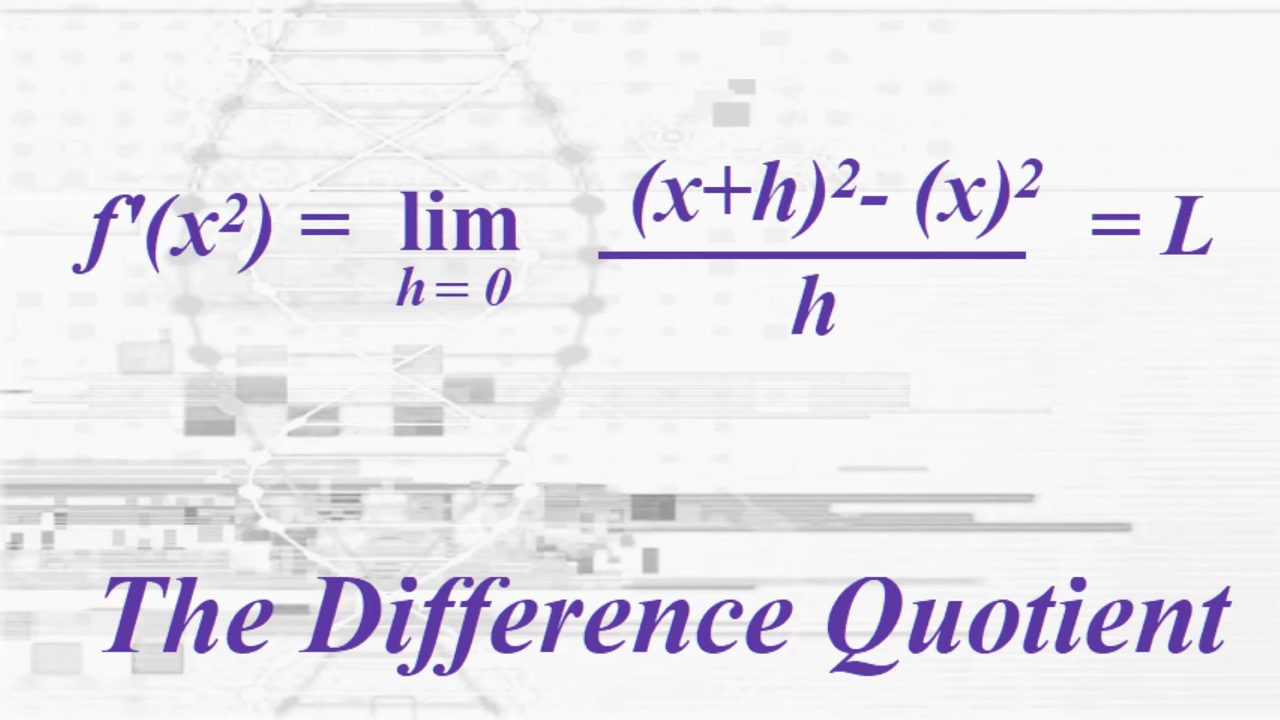 f'(x²) = lim h = 0 (x+h)²- (x)² / h = L
The Difference Quotient